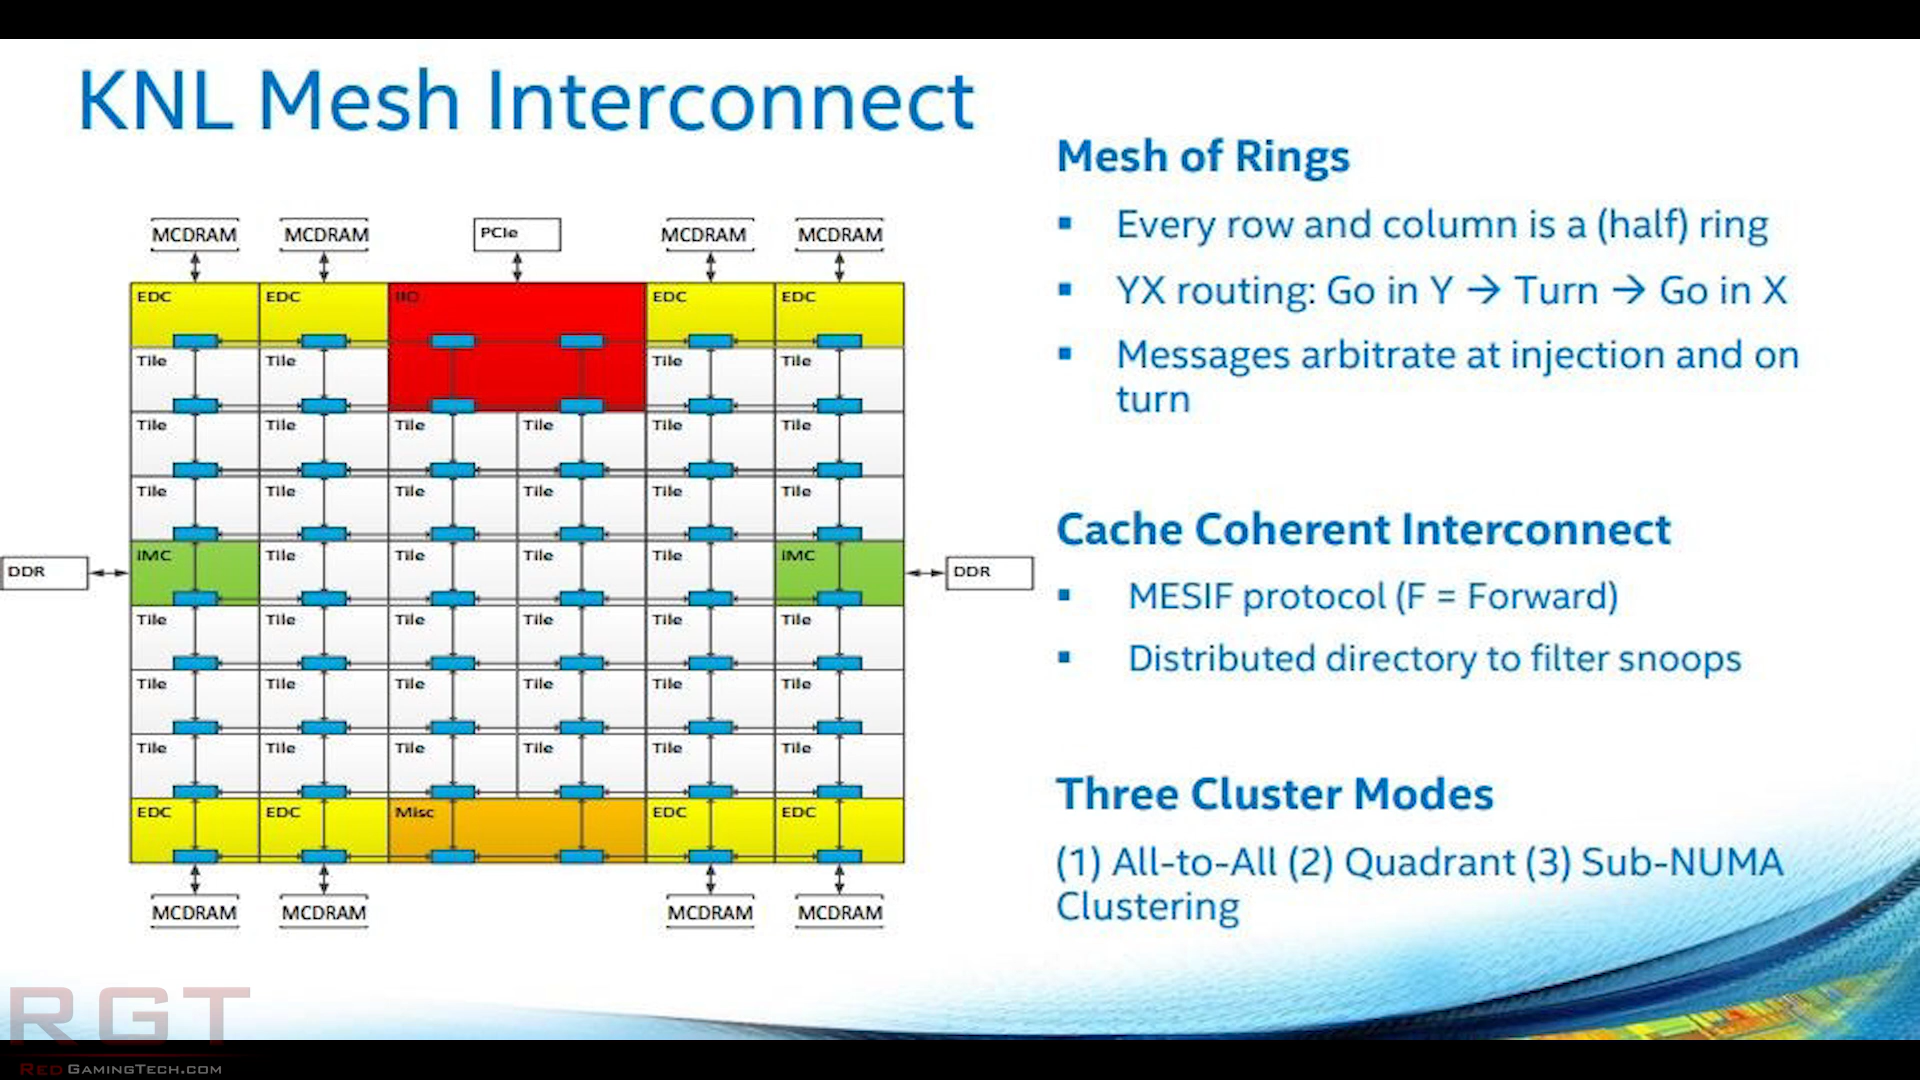 KNL Mesh Interconnect
MCDRAM MCDRAM PCIe MCDRAM MCDRAM
EDC EDC IIO EDC EDC
Tile Tile Tile Tile
Tile Tile Tile Tile Tile Tile
Tile Tile Tile Tile Tile Tile
DDR iMC Tile Tile Tile Tile iMC DDR
Tile Tile Tile Tile Tile Tile
Tile Tile Tile Tile Tile Tile
Tile Tile Tile Tile Tile Tile
EDC EDC Misc EDC EDC
MCDRAM MCDRAM MCDRAM MCDRAM
Mesh of Rings
▪ Every row and column is a (half) ring
▪ YX routing: Go in Y → Turn → Go in X
▪ Messages arbitrate at injection and on
turn
Cache Coherent Interconnect
▪ MESIF protocol (F = Forward)
▪ Distributed directory to filter snoops
Three Cluster Modes
(1) All-to-All (2) Quadrant (3) Sub-NUMA
Clustering
RGT
REDGAMINGTECH.COM